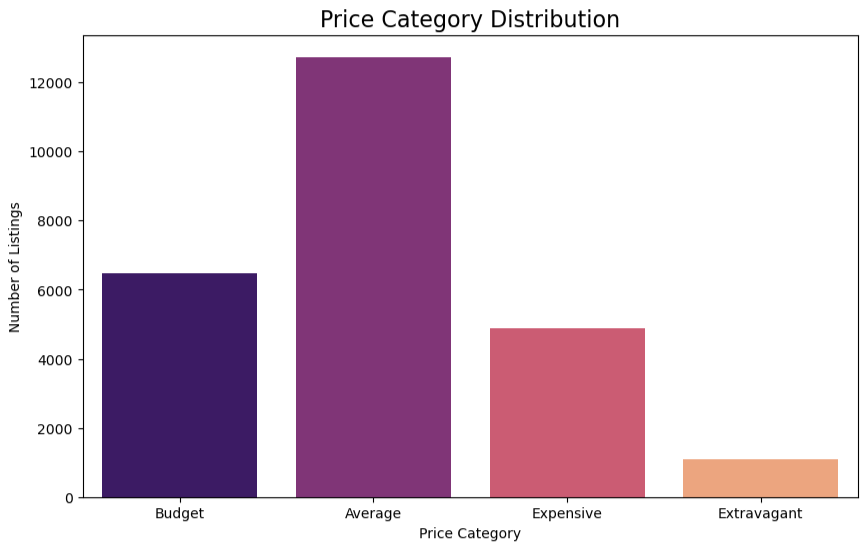 Price Category Distribution
Number of Listings
12000
10000
8000
6000
4000
2000
0
Budget
Average
Expensive
Extravagant
Price Category